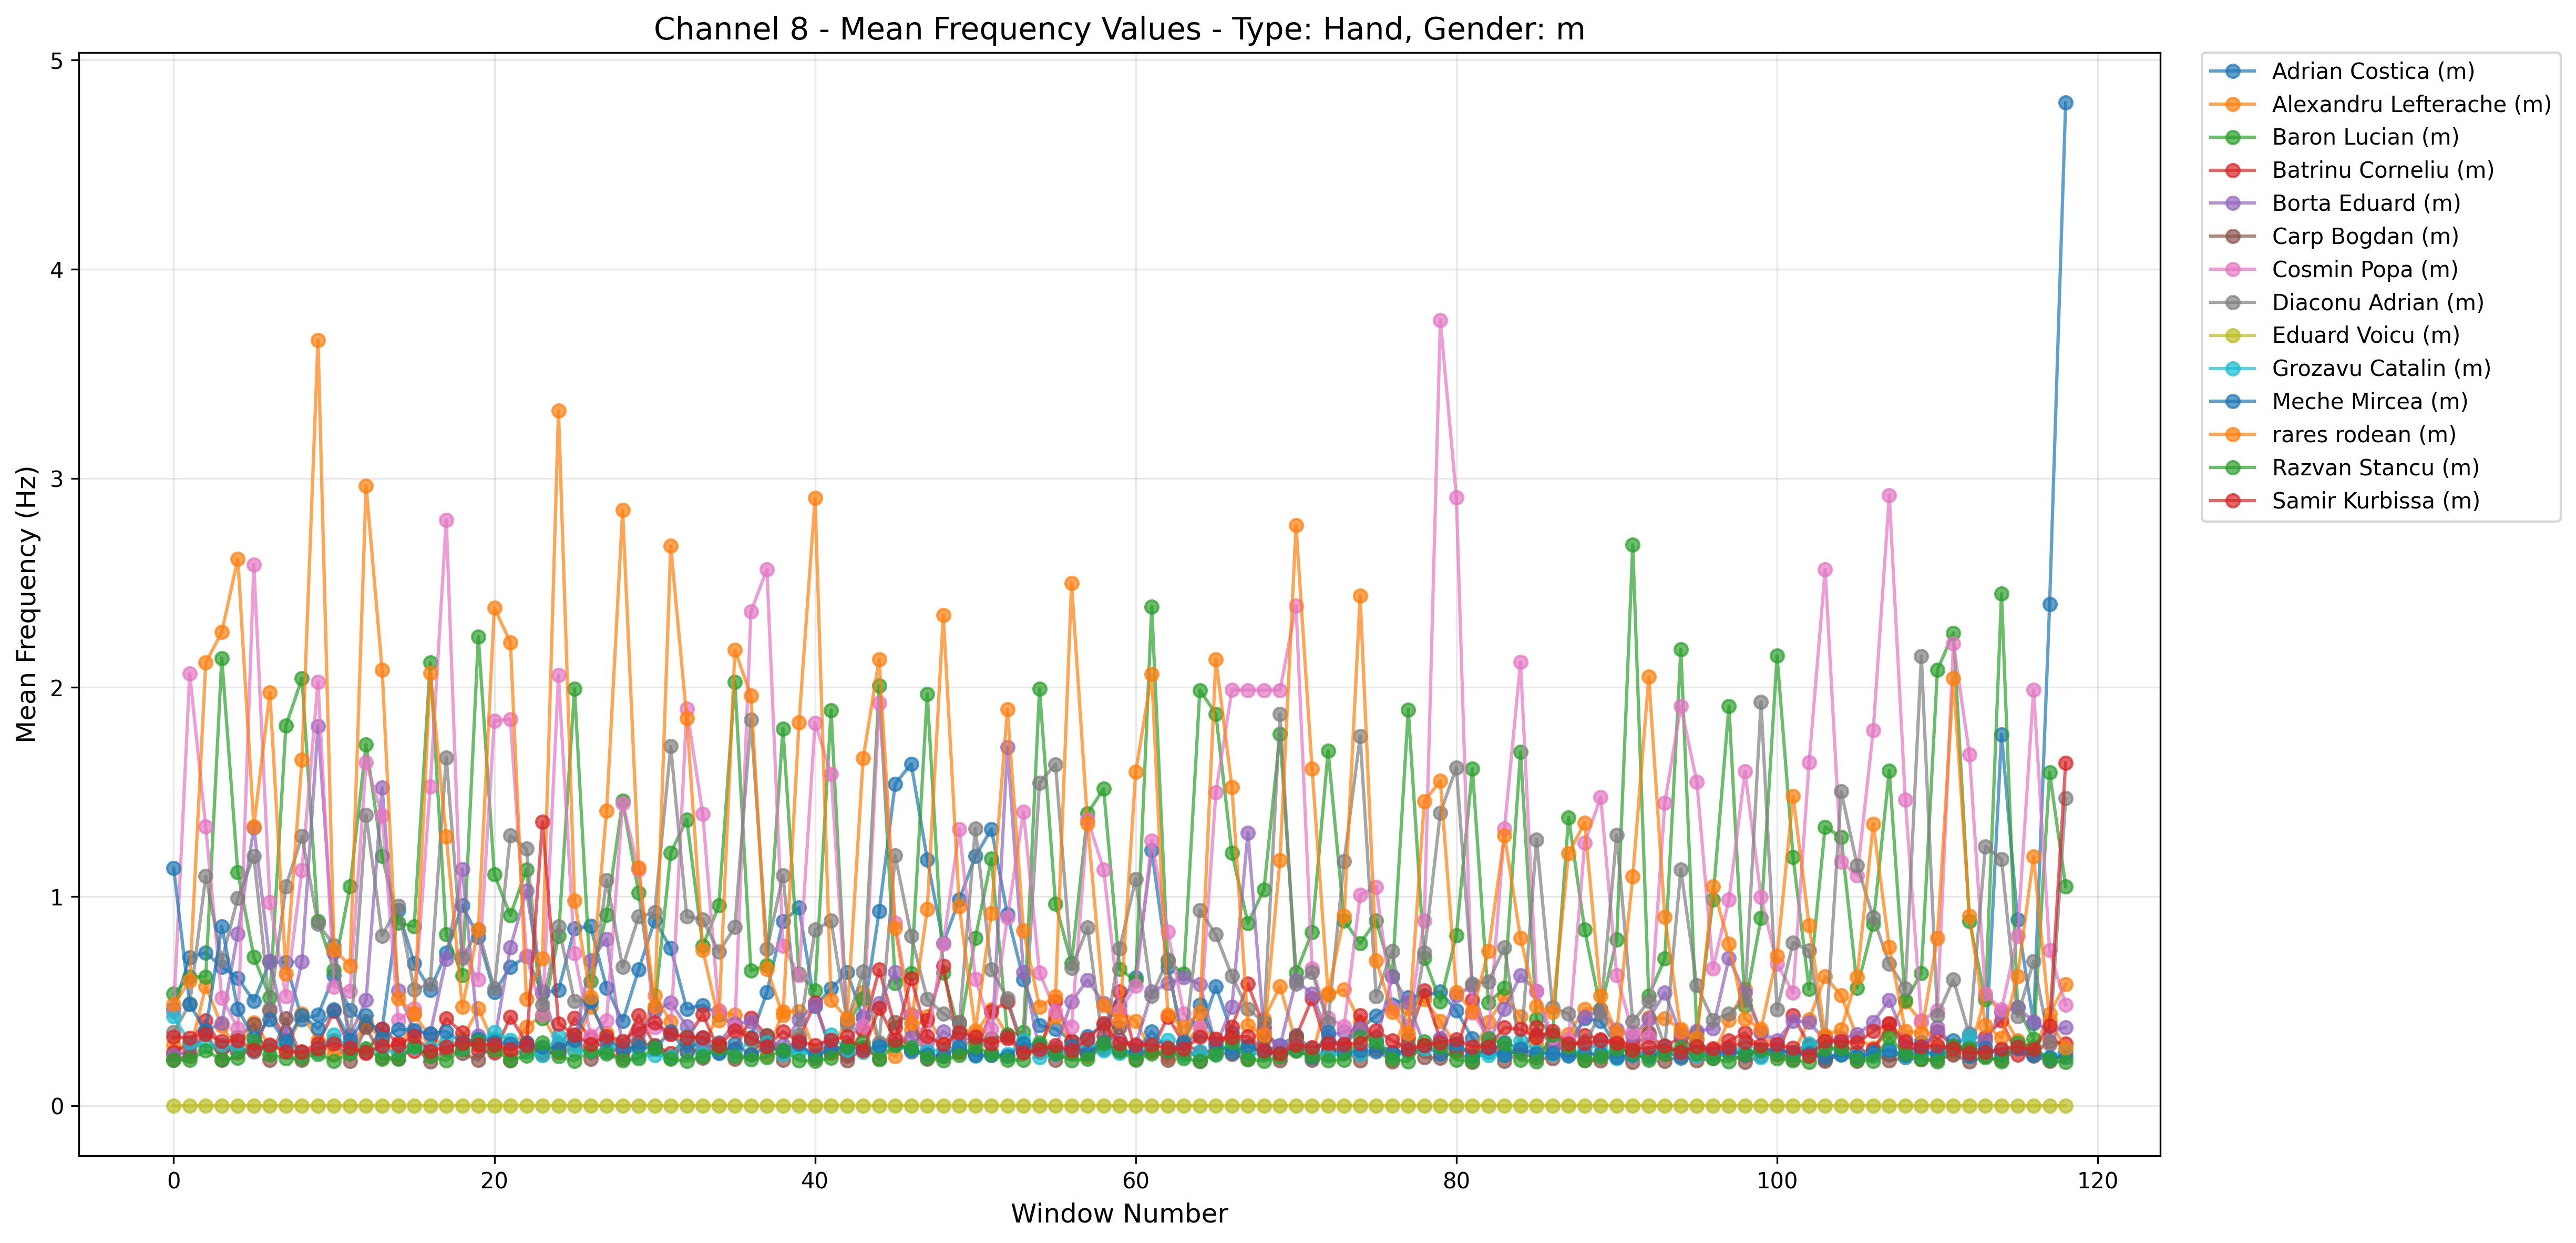 Channel 8 - Mean Frequency Values - Type: Hand, Gender: m
Mean Frequency (Hz)
5
4
3
2
1
0
0 20 40 60 80 100 120
Window Number
Adrian Costica (m)
Alexandru Lefterache (m)
Baron Lucian (m)
Batrinu Corneliu (m)
Borta Eduard (m)
Carp Bogdan (m)
Cosmin Popa (m)
Diaconu Adrian (m)
Eduard Voicu (m)
Grozavu Catalin (m)
Meche Mircea (m)
rares rodean (m)
Razvan Stancu (m)
Samir Kurbissa (m)